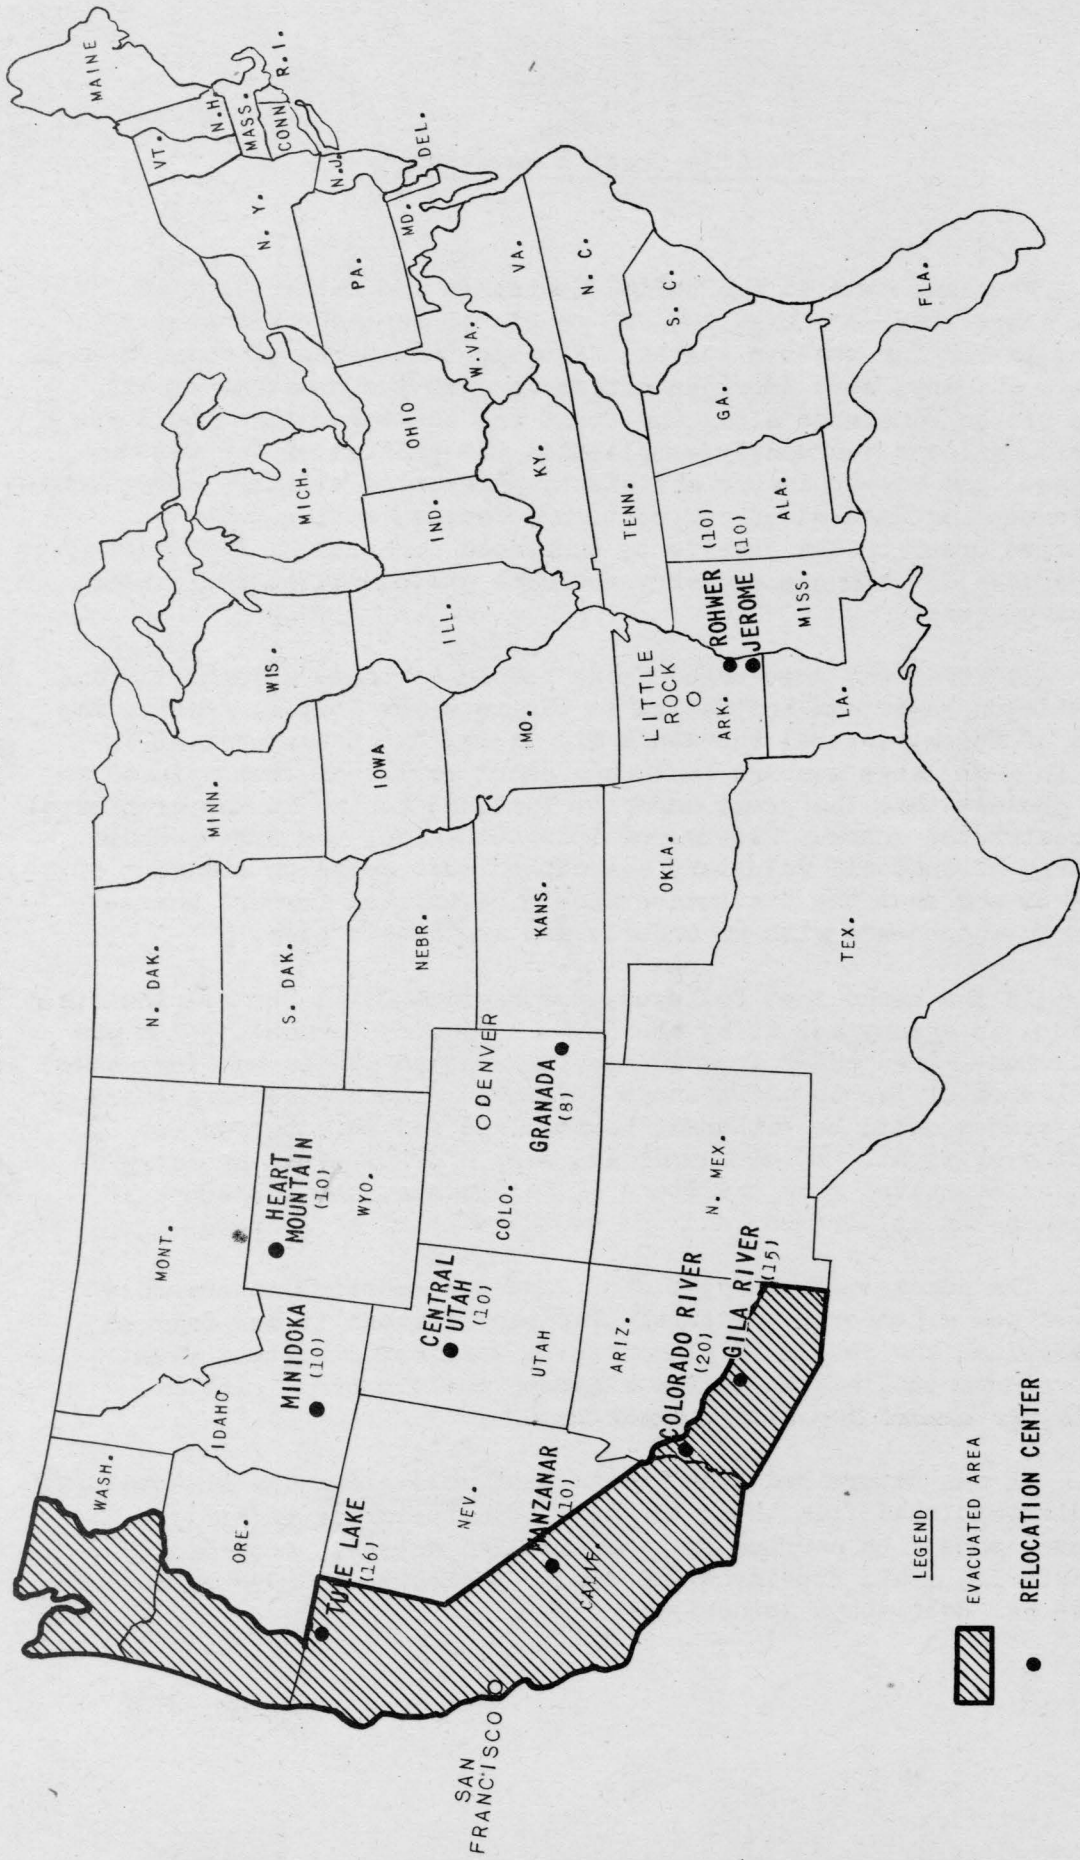 WASH.
ORE.
CALIF.
NEV.
IDAHO
MONT.
WYO.
UTAH
COLO.
ARIZ.
N. MEX.
N. DAK.
S. DAK.
NEBR.
KANS.
OKLA.
TEX.
MINN.
IOWA
MO.
ARK.
LA.
WIS.
ILL.
MICH.
IND.
OHIO
KY.
TENN.
MISS.
ALA.
GA.
FLA.
S. C.
N. C.
VA.
W.VA.
MD.
DEL.
PA.
N.J.
N. Y.
CONN.
R.I.
MASS.
VT.
N.H.
MAINE
TULE LAKE
(16)
MANZANAR
(10)
MINIDOKA
(10)
HEART
MOUNTAIN
(10)
CENTRAL
UTAH
(10)
COLORADO RIVER
(20)
GILA RIVER
(15)
GRANADA
(8)
ROHWER (10)
JEROME (10)
SAN
FRANCISCO
DENVER
LITTLE
ROCK
LEGEND
EVACUATED AREA
RELOCATION CENTER